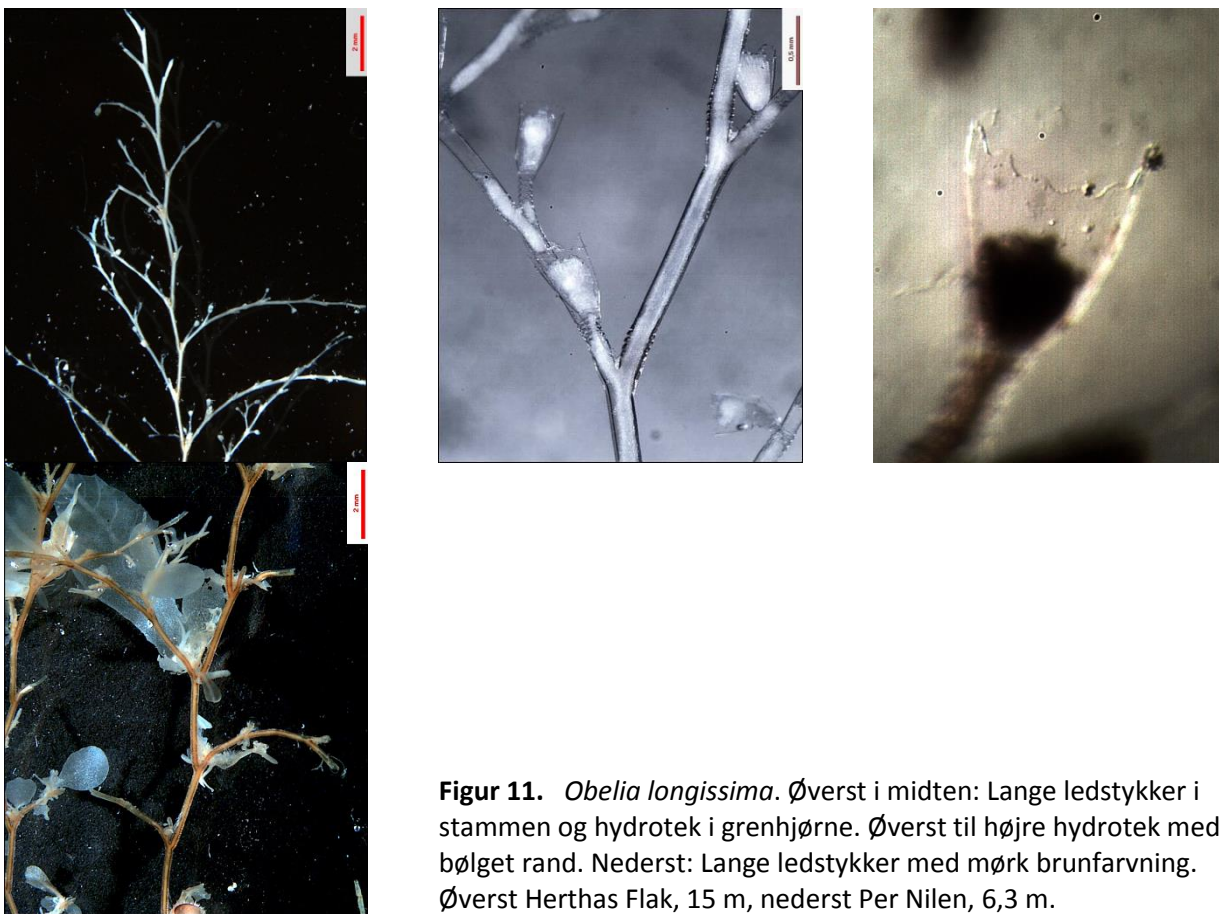 2 mm
0,5 mm
2 mm
Figur 11. Obelia longissima. Øverst i midten: Lange ledstykker i
stammen og hydrotek i grenhjørne. Øverst til højre hydrotek med
bølget rand. Nederst: Lange ledstykker med mørk brunfarvning.
Øverst Herthas Flak, 15 m, nederst Per Nilen, 6,3 m.